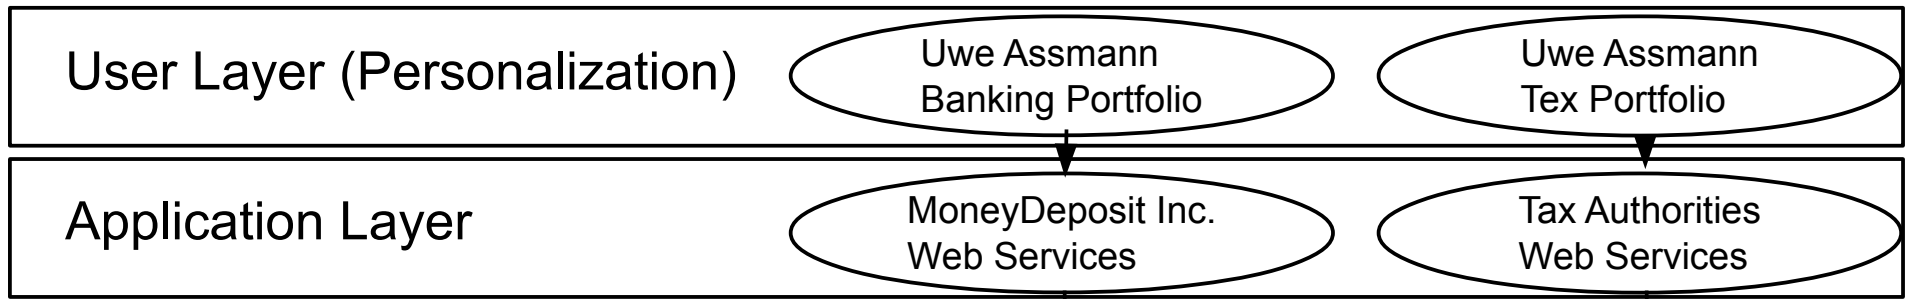 User Layer (Personalization)
Uwe Assmann
Banking Portfolio
Uwe Assmann
Tex Portfolio
Application Layer
MoneyDeposit Inc.
Web Services
Tax Authorities
Web Services